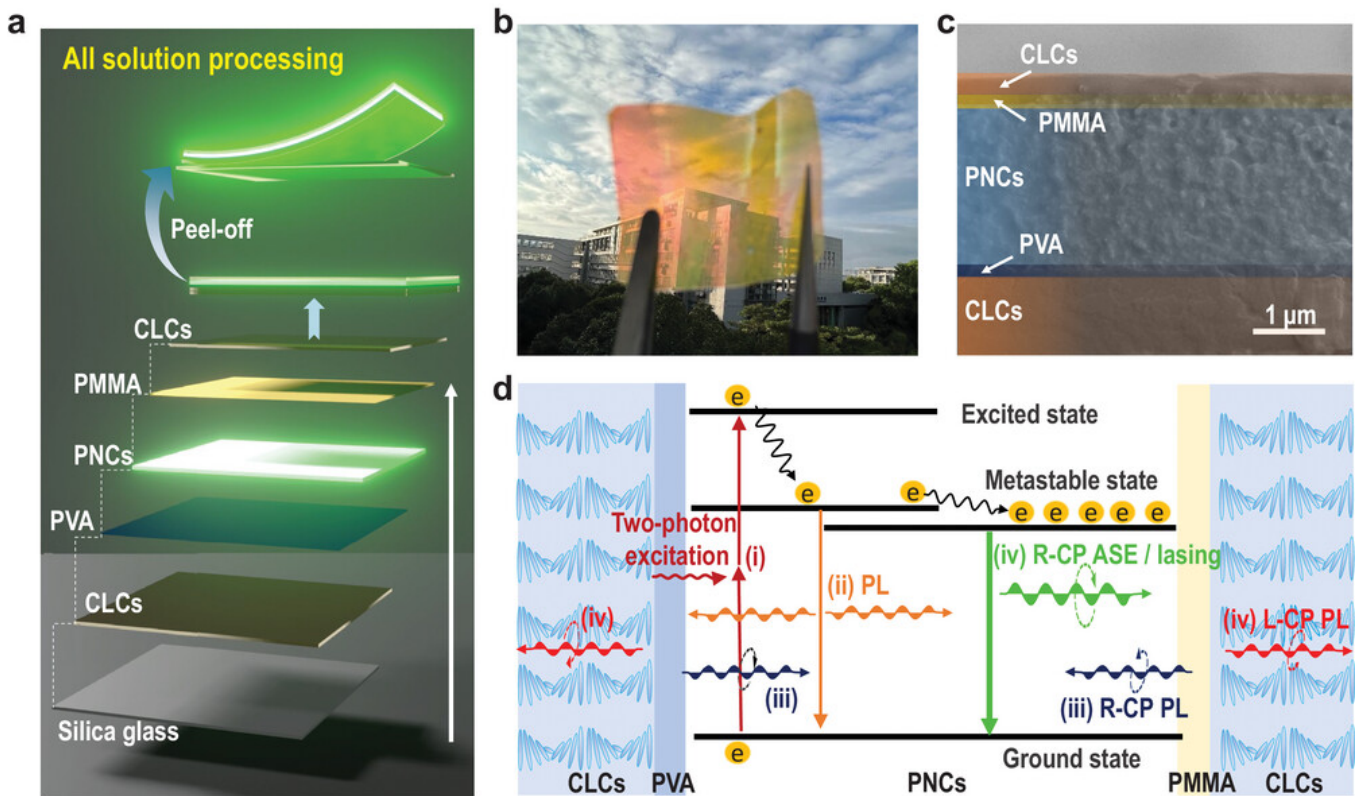 a
All solution processing
Peel-off
CLCs
PMMA
PNCs
PVA
CLCs
Silica glass
b
c
CLCs
PMMA
PNCs
PVA
CLCs
1 μm
d
e
Excited state
e
e
Metastable state
e e e e e
Two-photon
excitation (i)
(ii) PL
(iv) R-CP ASE / lasing
(iv)
(iv) L-CP PL
(iii)
(iii) R-CP PL
e
Ground state
CLCs
PVA
PNCs
PMMA
CLCs